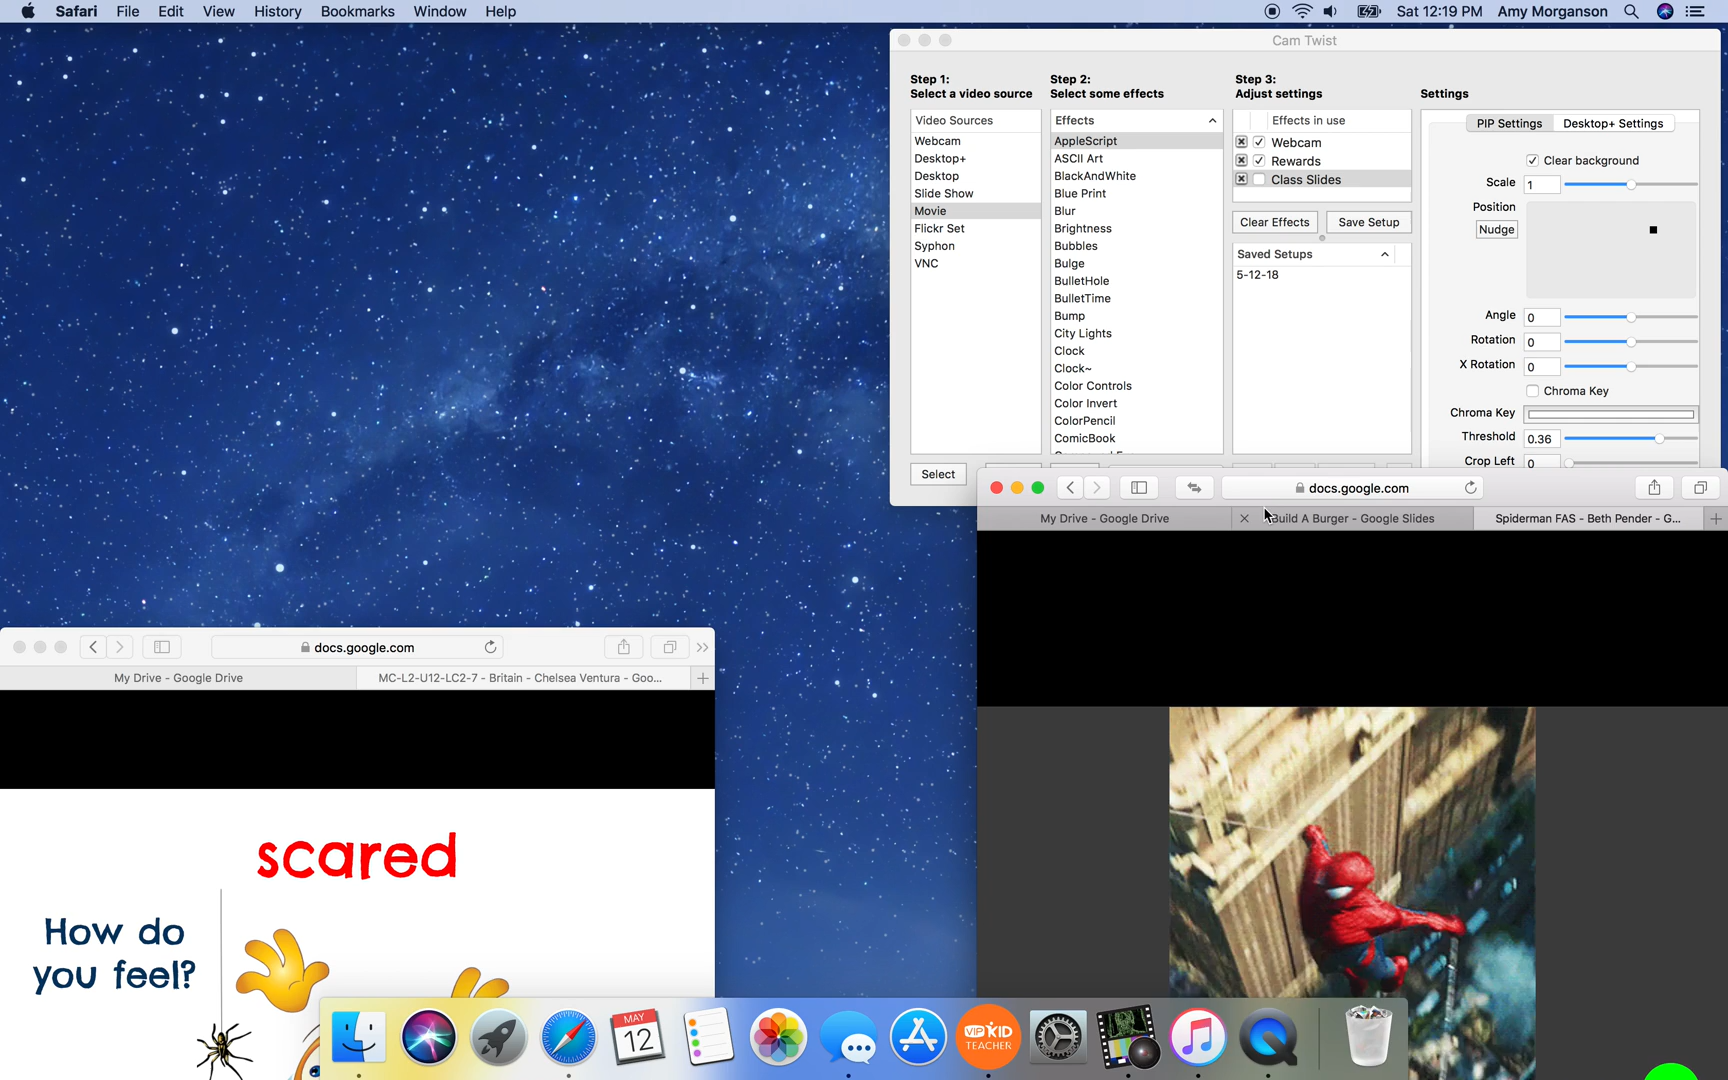 Safari File Edit View History Bookmarks Window Help
Sat 12:19 PM Amy Morganson
Cam Twist
Step 1:
Select a video source
Video Sources
Webcam
Desktop+
Desktop
Slide Show
Movie
Flickr Set
Syphon
VNC
Select
Step 2:
Select some effects
Effects
AppleScript
ASCII Art
BlackAndWhite
Blue Print
Blur
Brightness
Bubbles
Bulge
BulletHole
BulletTime
Bump
City Lights
Clock
Clock~
Color Controls
Color Invert
ColorPencil
ComicBook
Step 3:
Adjust settings
Effects in use
Webcam
Rewards
Class Slides
Clear Effects Save Setup
Saved Setups
5-12-18
Settings
PIP Settings Desktop+ Settings
Clear background
Scale 1
Position
Nudge
Angle 0
Rotation 0
X Rotation 0
Chroma Key
Chroma Key
Threshold 0.36
Crop Left 0
docs.google.com
My Drive - Google Drive
Build A Burger - Google Slides
Spiderman FAS - Beth Pender - G...
docs.google.com
My Drive - Google Drive
MC-L2-U12-LC2-7 - Britain - Chelsea Ventura - Goo...
scared
How do
you feel?
MAY
12
VIPKID
TEACHER